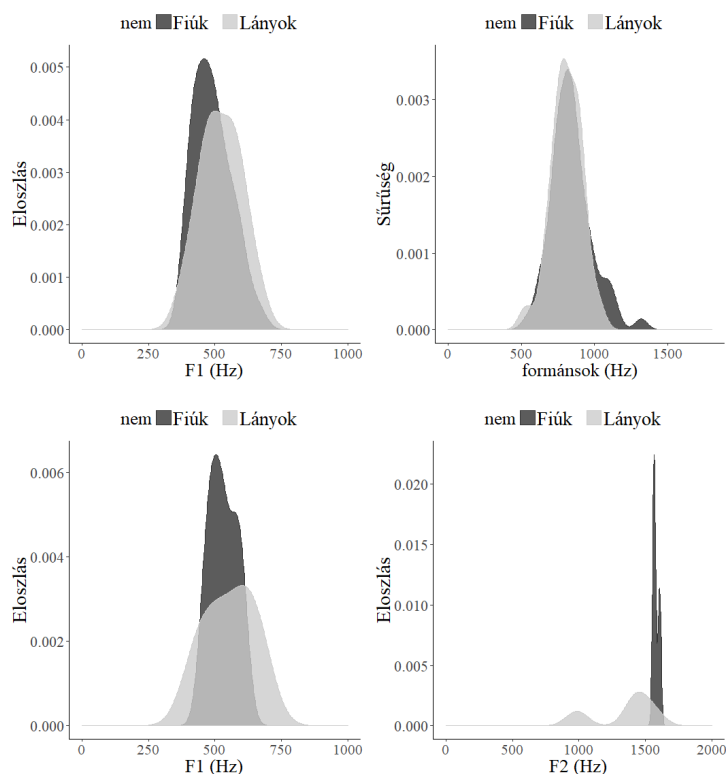 nem Fiúk Lányok
Eloszlás
0.005
0.004
0.003
0.002
0.001
0.000
0 250 500 750 1000
F1 (Hz)
nem Fiúk Lányok
Sűrűség
0.003
0.002
0.001
0.000
0 500 1000 1500
formánsok (Hz)
nem Fiúk Lányok
Eloszlás
0.006
0.004
0.002
0.000
0 250 500 750 1000
F1 (Hz)
nem Fiúk Lányok
Eloszlás
0.020
0.015
0.010
0.005
0.000
0 500 1000 1500 2000
F2 (Hz)